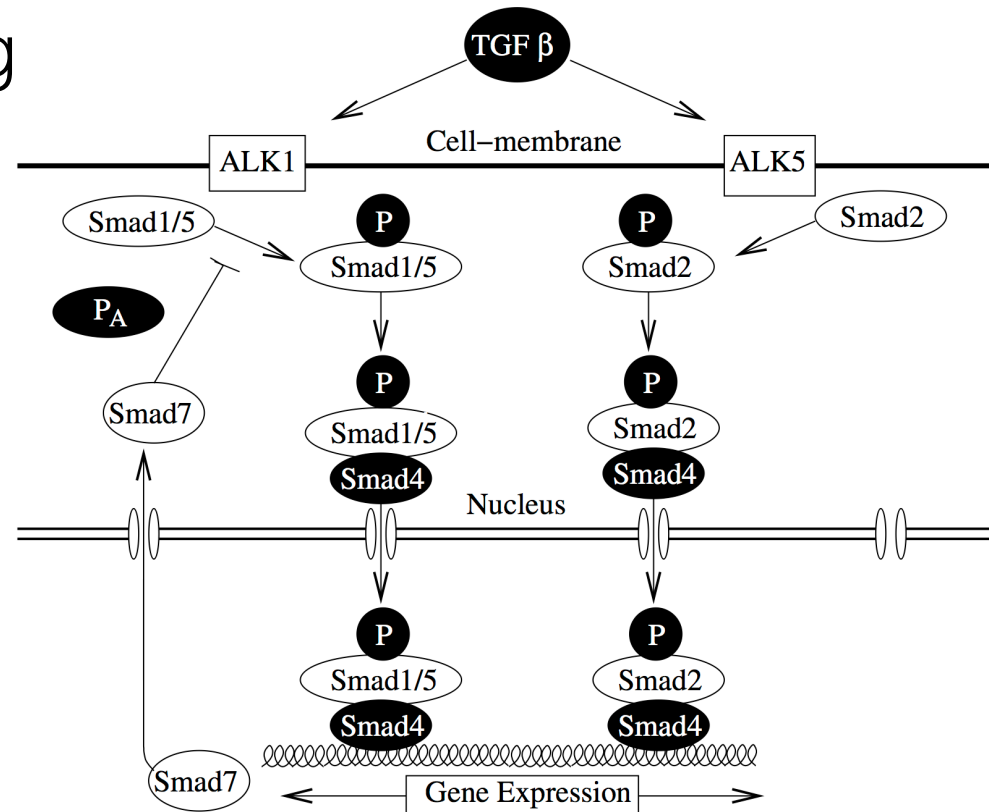 g
TGF β
Cell–membrane
ALK1
ALK5
Smad1/5
P
P
Smad2
Smad1/5
Smad2
PA
P
P
Smad7
Smad1/5
Smad2
Smad4
Smad4
Nucleus
P
P
Smad1/5
Smad2
Smad4
Smad4
Smad7
Gene Expression